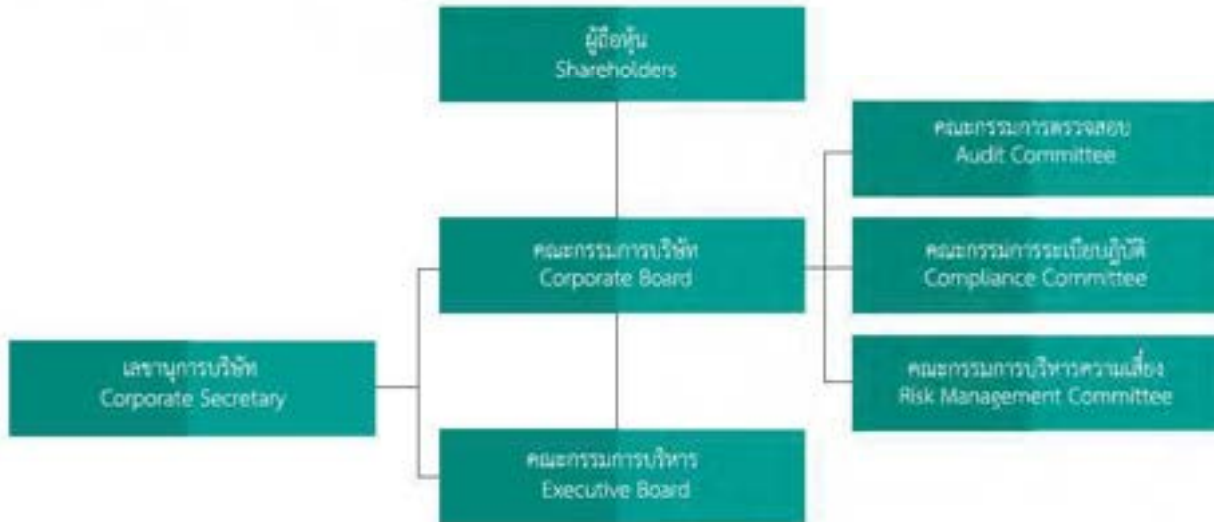 ผู้ถือหุ้น
Shareholders
คณะกรรมการตรวจสอบ
Audit Committee
คณะกรรมการบริษัท
Corporate Board
คณะกรรมการระเบียบปฏิบัติ
Compliance Committee
เลขานุการบริษัท
Corporate Secretary
คณะกรรมการบริหารความเสี่ยง
Risk Management Committee
คณะกรรมการบริหาร
Executive Board